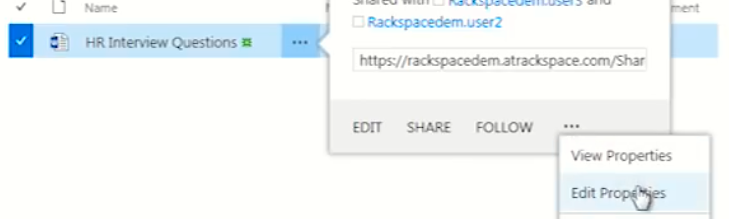 Name
Shared with Rackspacedem.user3 and
ment
Rackspacedem.user2
HR Interview Questions
https://rackspacedem.atrackspace.com/Shar
EDIT SHARE FOLLOW ...
View Properties
Edit Properties